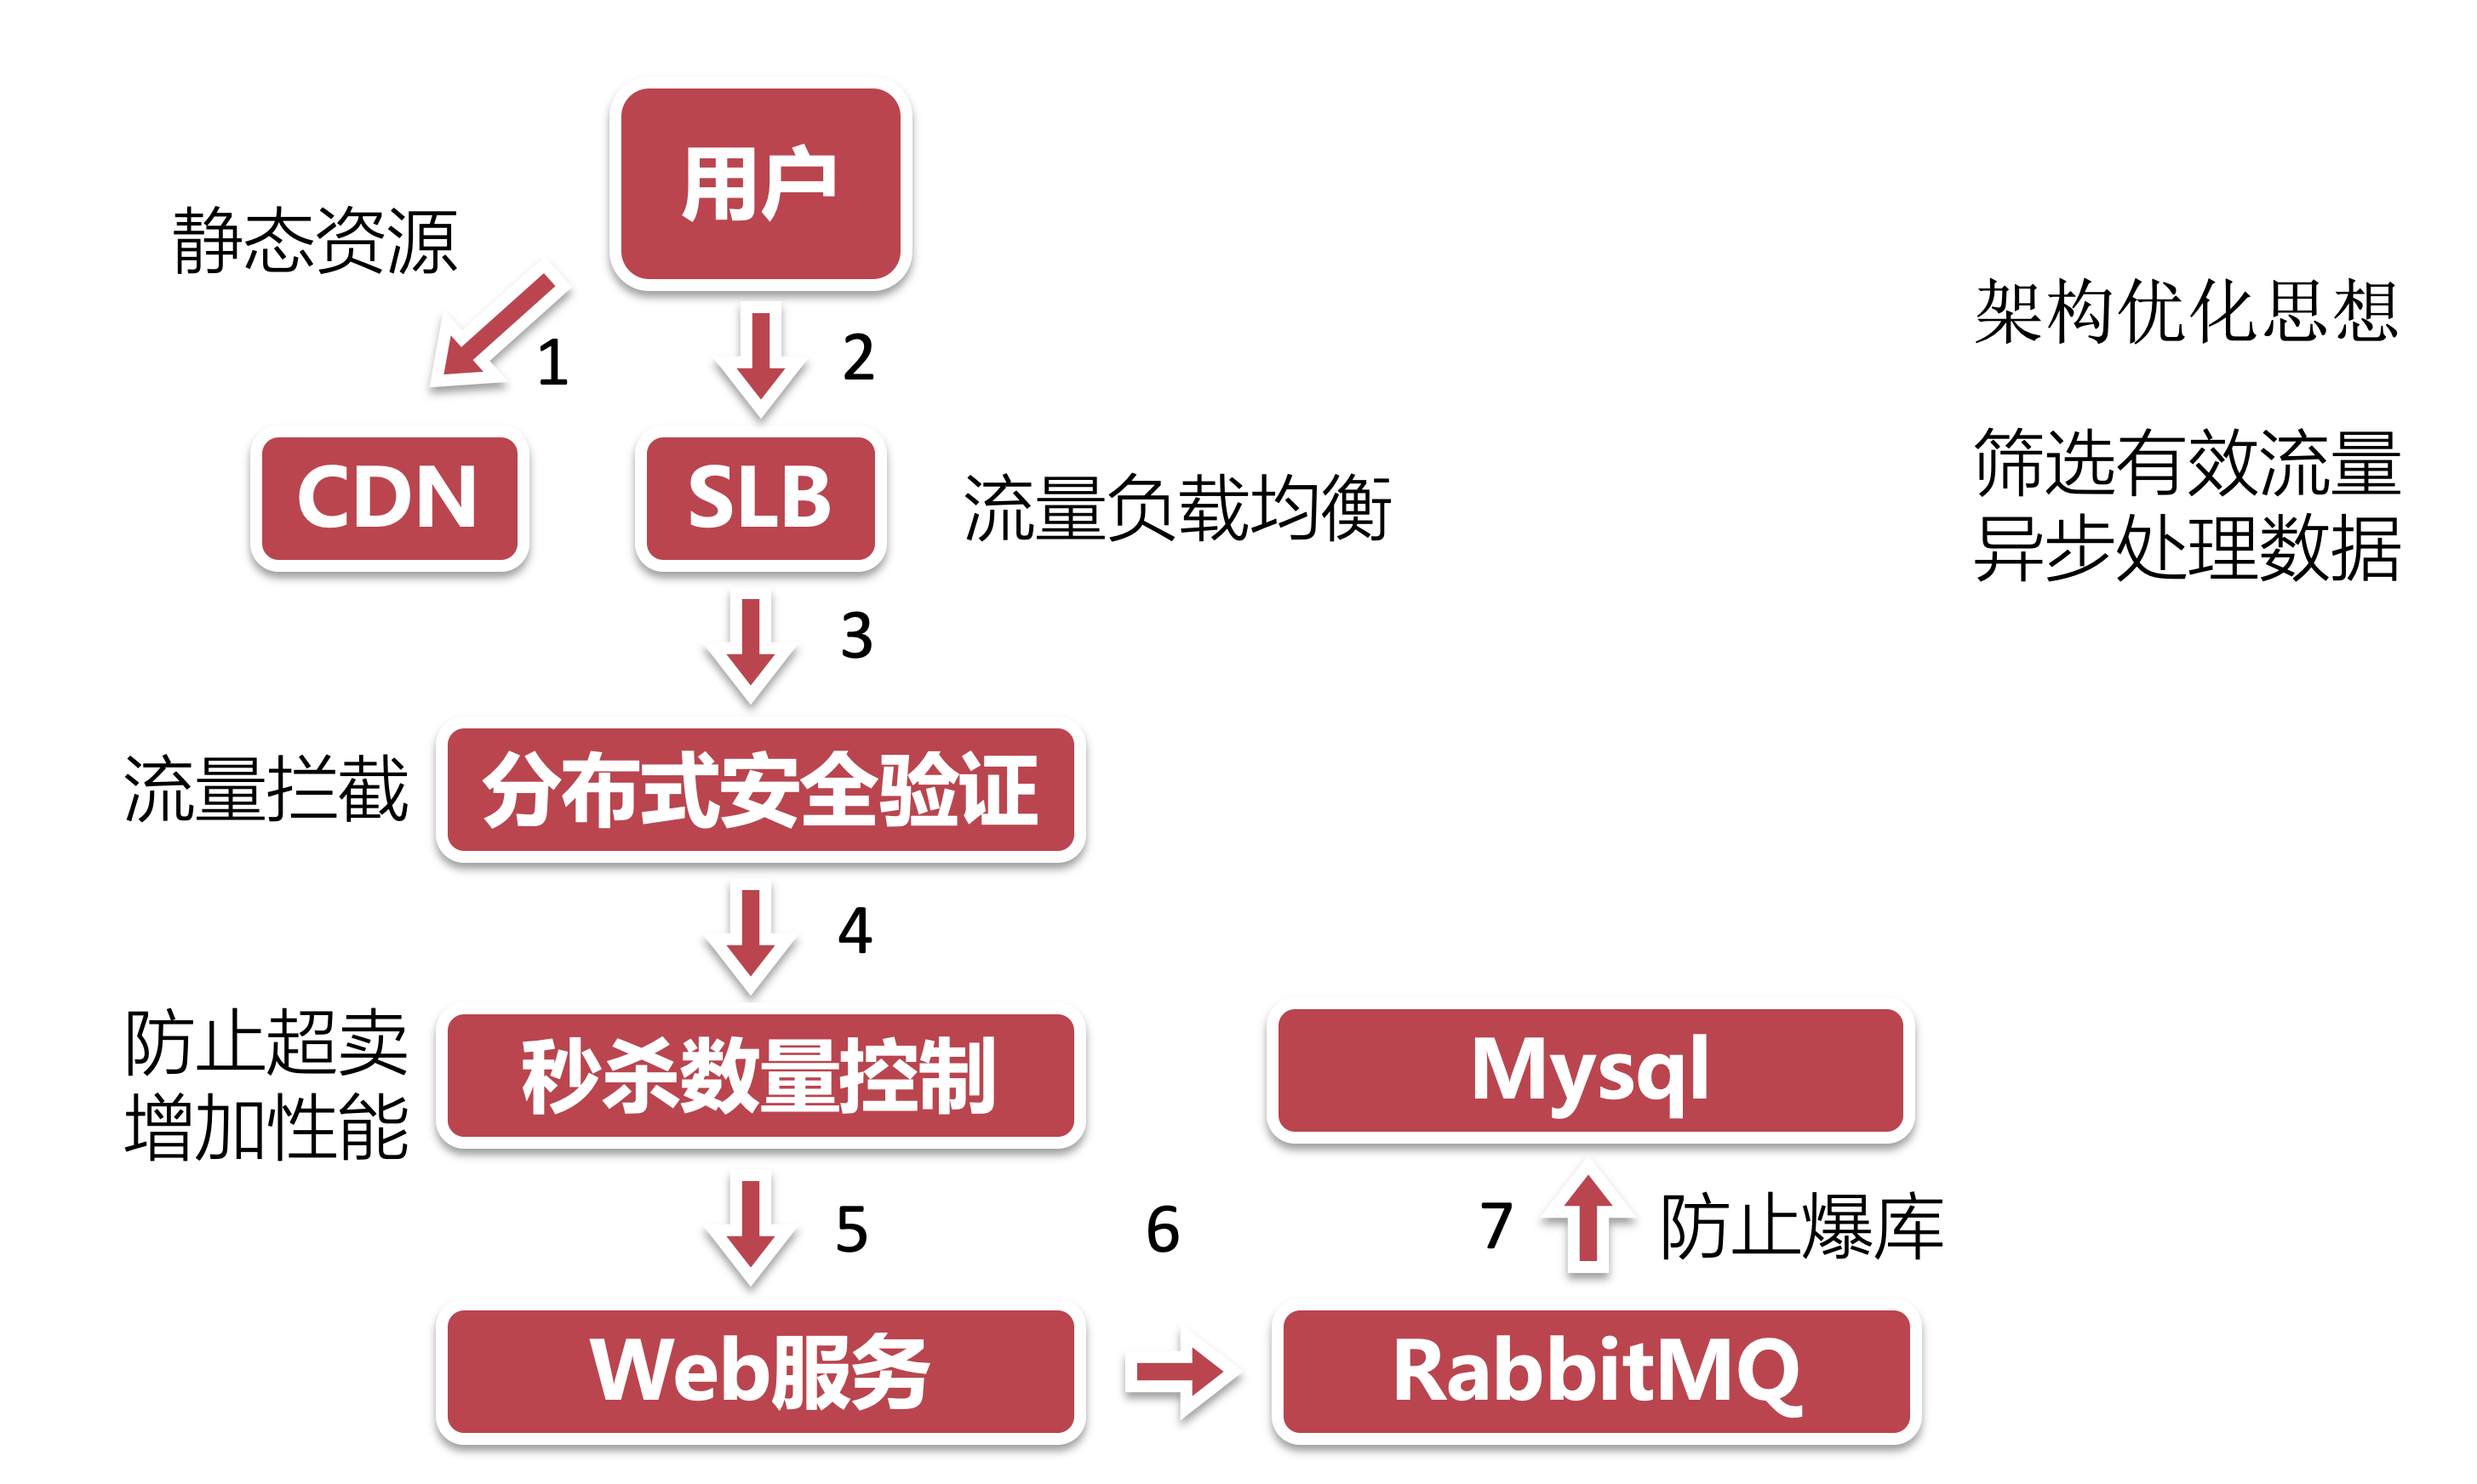 用户
静态资源
架构优化思想
1
2
筛选有效流量
异步处理数据
CDN
SLB
流量负载均衡
3
流量拦截
分布式安全验证
4
防止超卖
增加性能
秒杀数量控制
Mysql
5
6
7
防止爆库
Web服务
RabbitMQ